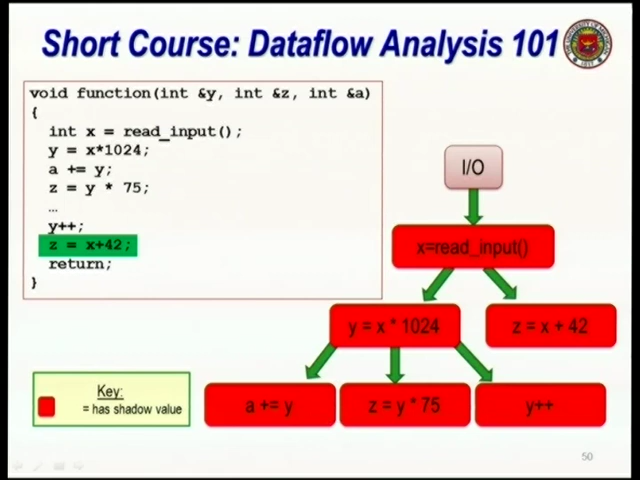 Short Course: Dataflow Analysis 101
void function(int &y, int &z, int &a)
{
int x = read_input();
y = x*1024;
a += y;
z = y * 75;
…
y++;
z = x+42;
return;
}
I/O
x=read_input()
y = x * 1024
z = x + 42
a += y
z = y * 75
y++
Key:
= has shadow value
50